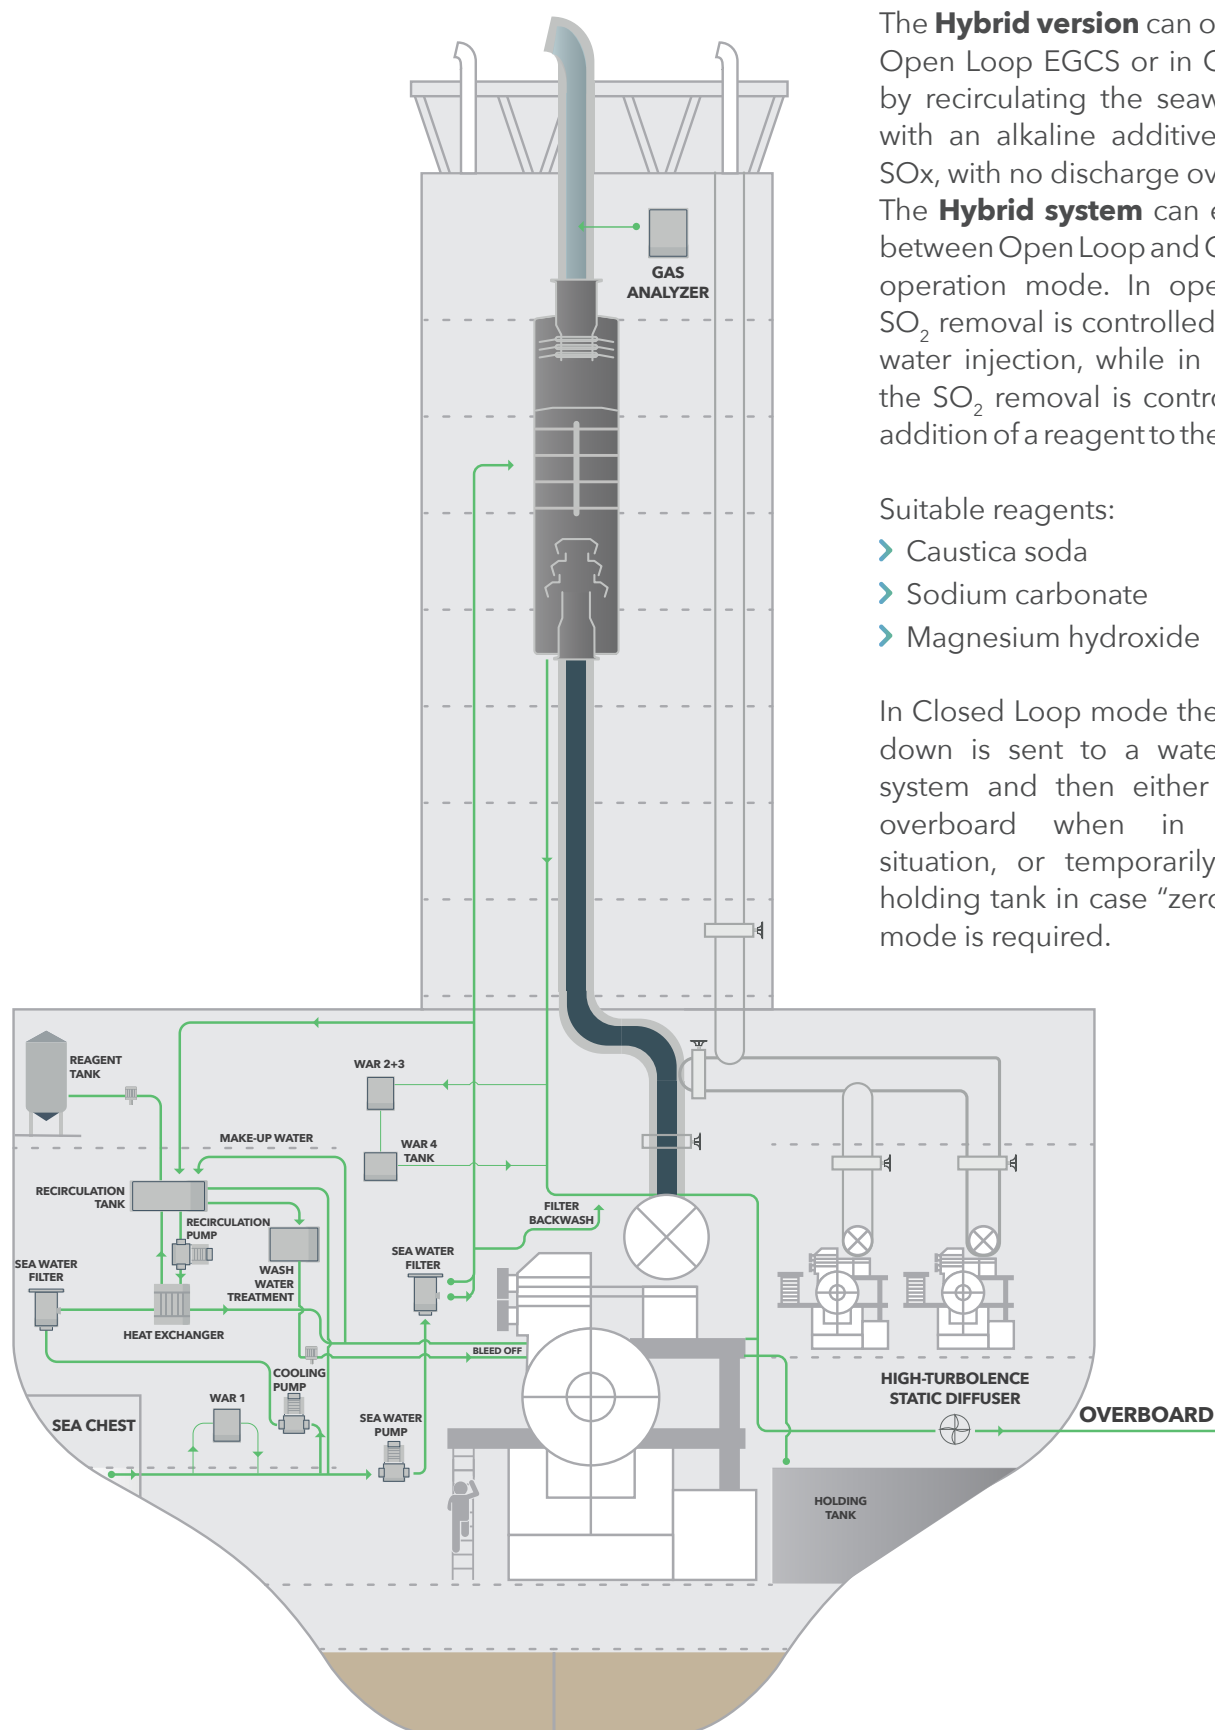 The Hybrid version can o
Open Loop EGCS or in C
by recirculating the seaw
with an alkaline additive
SOx, with no discharge ov
The Hybrid system can e
between Open Loop and C
operation mode. In ope
SO2 removal is controlled
water injection, while in
the SO2 removal is contro
addition of a reagent to the
Suitable reagents:
Caustica soda
Sodium carbonate
Magnesium hydroxide
In Closed Loop mode the
down is sent to a wate
system and then either
overboard when in
situation, or temporarily
holding tank in case “zero
mode is required.
GAS
ANALYZER
REAGENT
TANK
WAR 2+3
MAKE-UP WATER
WAR 4
TANK
RECIRCULATION
TANK
RECIRCULATION
PUMP
FILTER
BACKWASH
SEA WATER
FILTER
SEA WATER
FILTER
WASH
WATER
TREATMENT
HEAT EXCHANGER
BLEED OFF
COOLING
PUMP
WAR 1
SEA CHEST
SEA WATER
PUMP
HIGH-TURBOLENCE
STATIC DIFFUSER
OVERBOARD
HOLDING
TANK